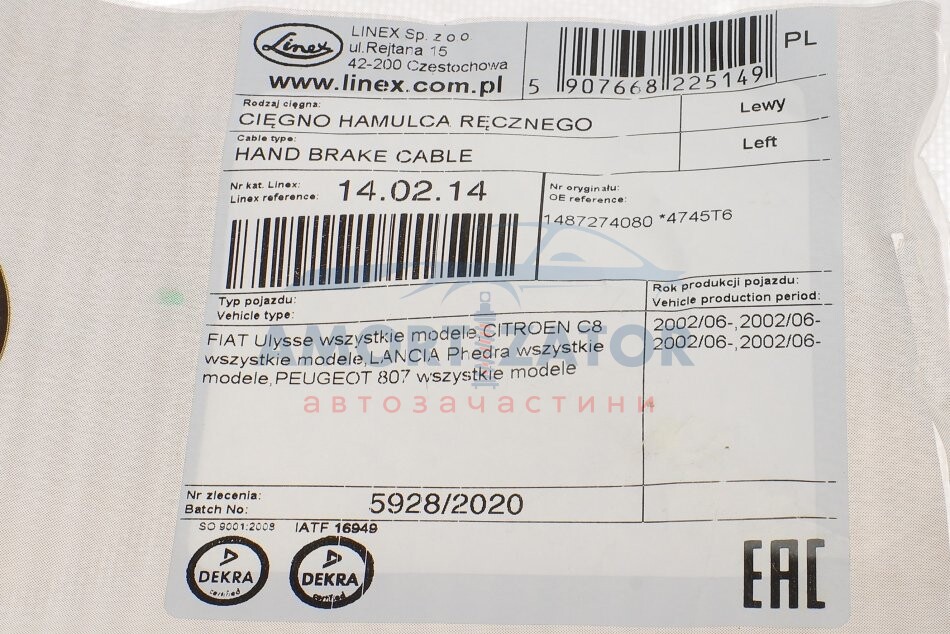 Linex
LINEX Sp. z o o
ul.Rejtana 15
42-200 Czestochowa
www.linex.com.pl
5 907668 225149
PL
Rodzaj cięgna:
CIĘGNO HAMULCA RĘCZNEGO
Lewy
Cable type:
HAND BRAKE CABLE
Left
Nr kat. Linex:
Linex reference:
14.02.14
Nr oryginału:
OE reference:
1487274080 *4745T6
Typ pojazdu:
Vehicle type:
Rok produkcji pojazdu:
Vehicle production period:
FIAT Ulysse wszystkie modele,CITROEN C8
wszystkie modele,LANCIA Phedra wszystkie
modele,PEUGEOT 807 wszystkie modele
2002/06-,2002/06-
2002/06-,2002/06-
AMORTIZATOR
автозачастини
Nr zlecenia:
Batch No:
5928/2020
SO 9001:2008
IATF 16949
DEKRA
certified
DEKRA
certified
EAC